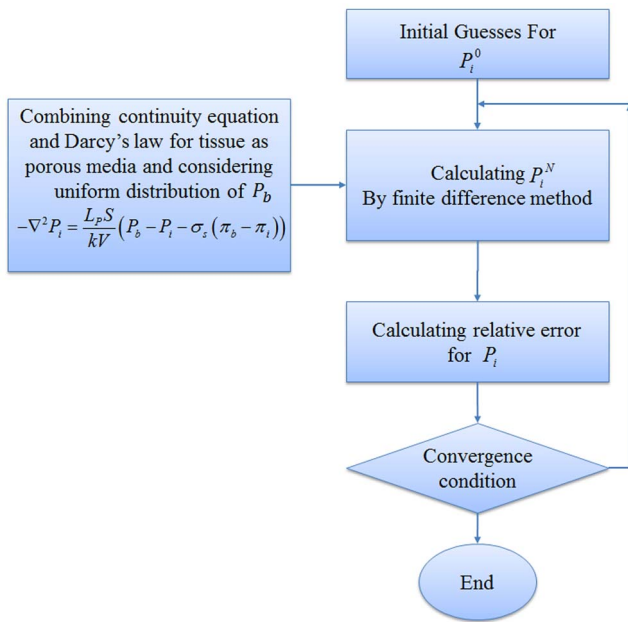 Initial Guesses For
P_i^0
Combining continuity equation
and Darcy's law for tissue as
porous media and considering
uniform distribution of P_b
-∇²P_i = L_P S / kV (P_b - P_i - σ_s (π_b - π_i))
Calculating P_i^N
By finite difference method
Calculating relative error
for P_i
Convergence
condition
End